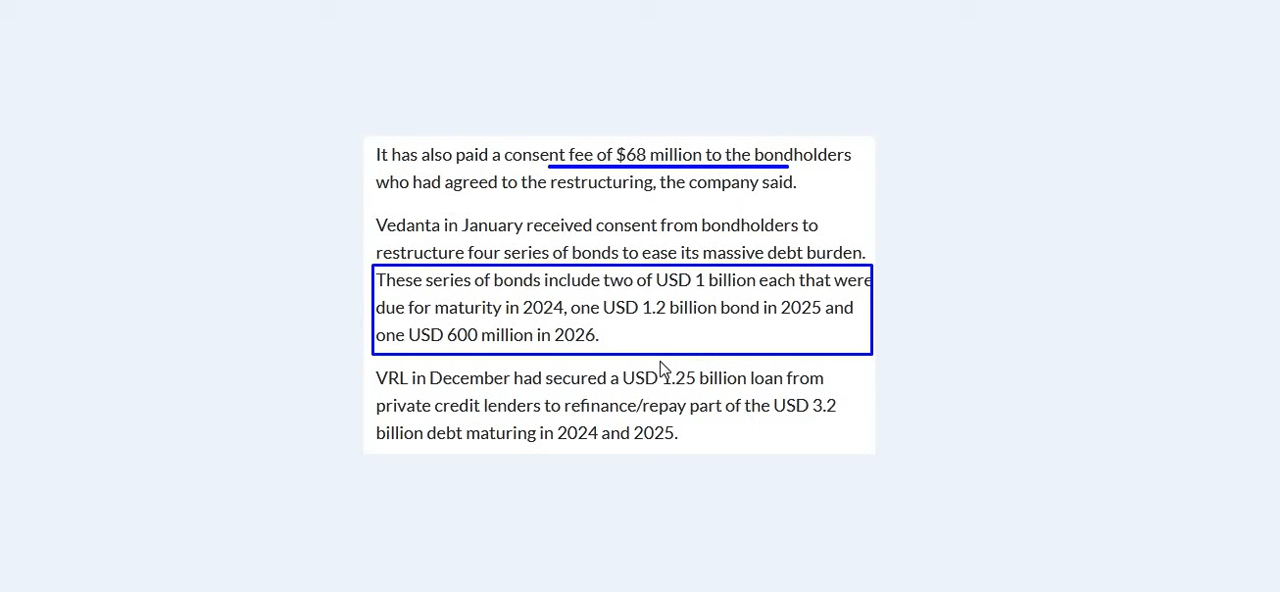 It has also paid a consent fee of $68 million to the bondholders
who had agreed to the restructuring, the company said.
Vedanta in January received consent from bondholders to
restructure four series of bonds to ease its massive debt burden.
These series of bonds include two of USD 1 billion each that were
due for maturity in 2024, one USD 1.2 billion bond in 2025 and
one USD 600 million in 2026.
VRL in December had secured a USD 1.25 billion loan from
private credit lenders to refinance/repay part of the USD 3.2
billion debt maturing in 2024 and 2025.